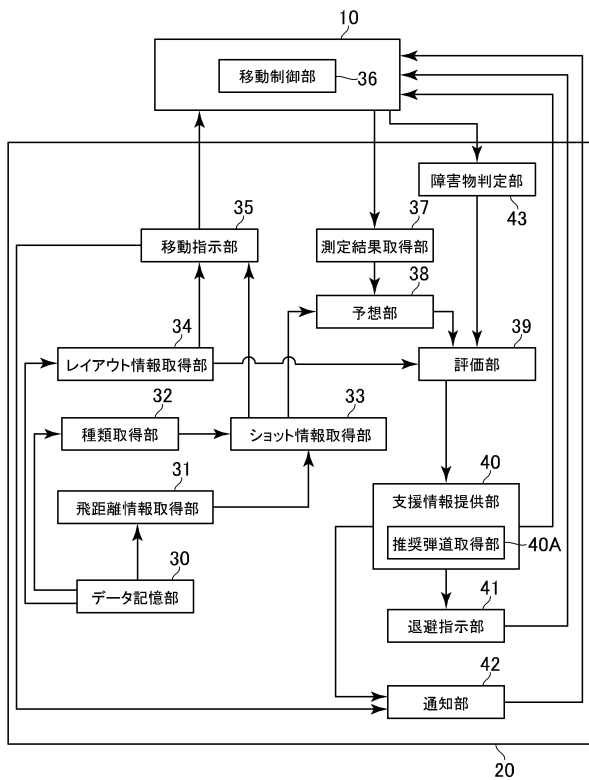 10
移動制御部
36
障害物判定部
43
35
移動指示部
37
測定結果取得部
38
予想部
34
レイアウト情報取得部
39
評価部
32
種類取得部
33
ショット情報取得部
31
飛距離情報取得部
40
支援情報提供部
推奨弾道取得部
40A
30
データ記憶部
41
退避指示部
42
通知部
20